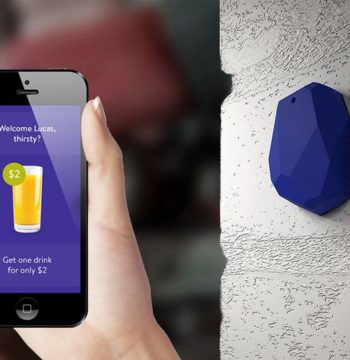 Welcome Lucas,
thirsty?
$2
Get one drink
for only $2